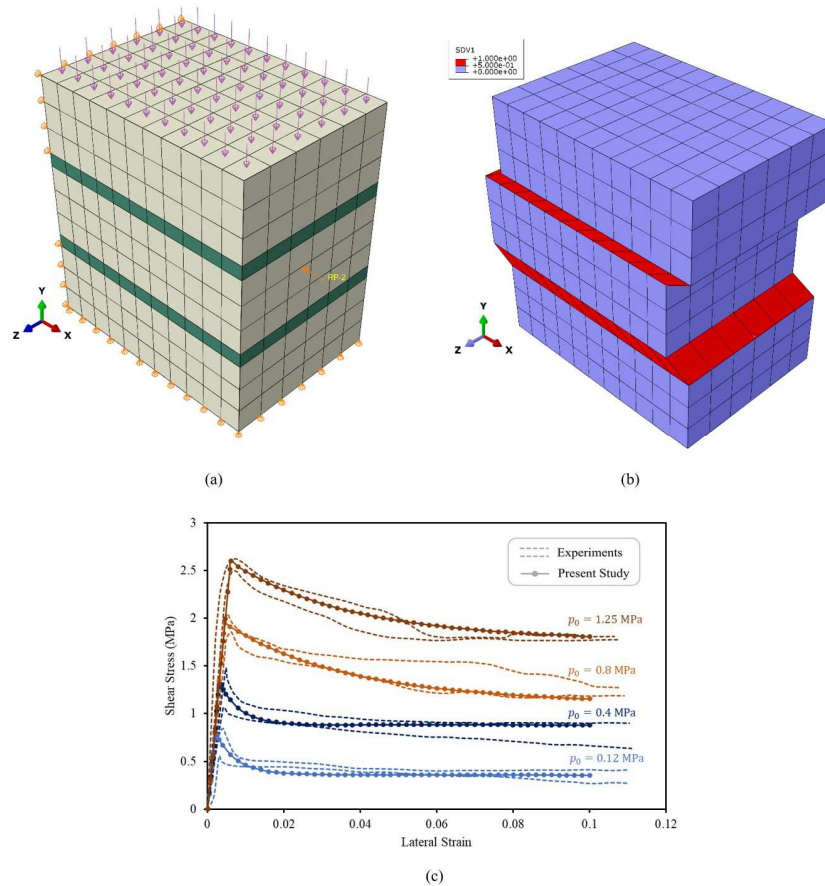 SDV1
+1.000e+00
+5.000e-01
+0.000e+00
RP-2
Y
Z
X
Y
Z
X
(a)
(b)
3
2.5
2
1.5
1
0.5
0
Shear Stress (MPa)
Experiments
Present Study
p₀ = 1.25 MPa
p₀ = 0.8 MPa
p₀ = 0.4 MPa
p₀ = 0.12 MPa
0
0.02
0.04
0.06
0.08
0.1
0.12
Lateral Strain
(c)